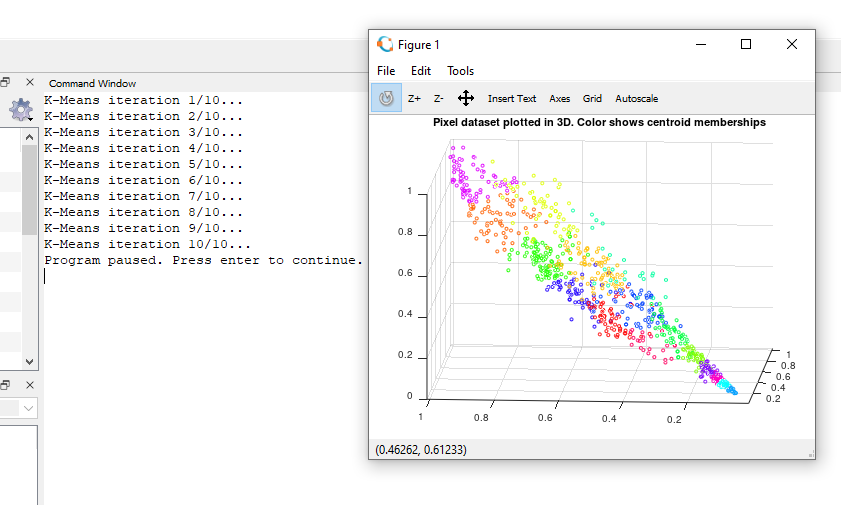 Command Window
K-Means iteration 1/10...
K-Means iteration 2/10...
K-Means iteration 3/10...
K-Means iteration 4/10...
K-Means iteration 5/10...
K-Means iteration 6/10...
K-Means iteration 7/10...
K-Means iteration 8/10...
K-Means iteration 9/10...
K-Means iteration 10/10...
Program paused. Press enter to continue.
Figure 1
File Edit Tools
Z+ Z- Insert Text Axes Grid Autoscale
Pixel dataset plotted in 3D. Color shows centroid memberships
1
0.8
0.6
0.4
0.2
0
1 0.8 0.6 0.4 0.2
1
0.8
0.6
0.4
0.2
(0.46262, 0.61233)